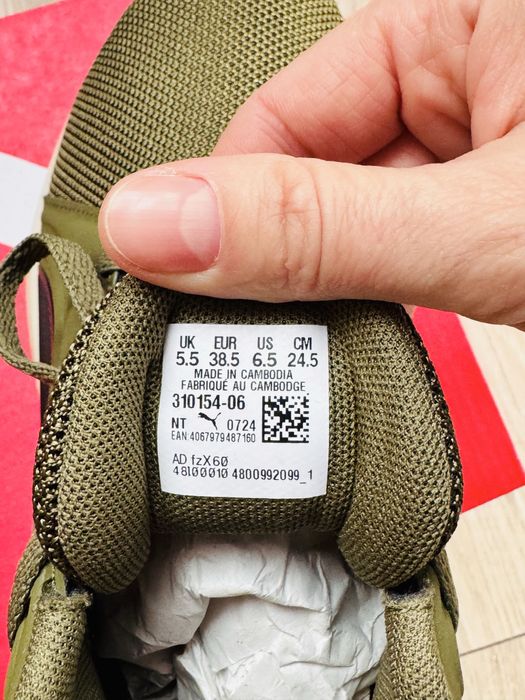 UK EUR US CM
5.5 38.5 6.5 24.5
MADE IN CAMBODIA
FABRIQUÉ AU CAMBODGE
310154-06
NT 0724
EAN:4067979487160
AD fzX60
48100010 4800992099_1